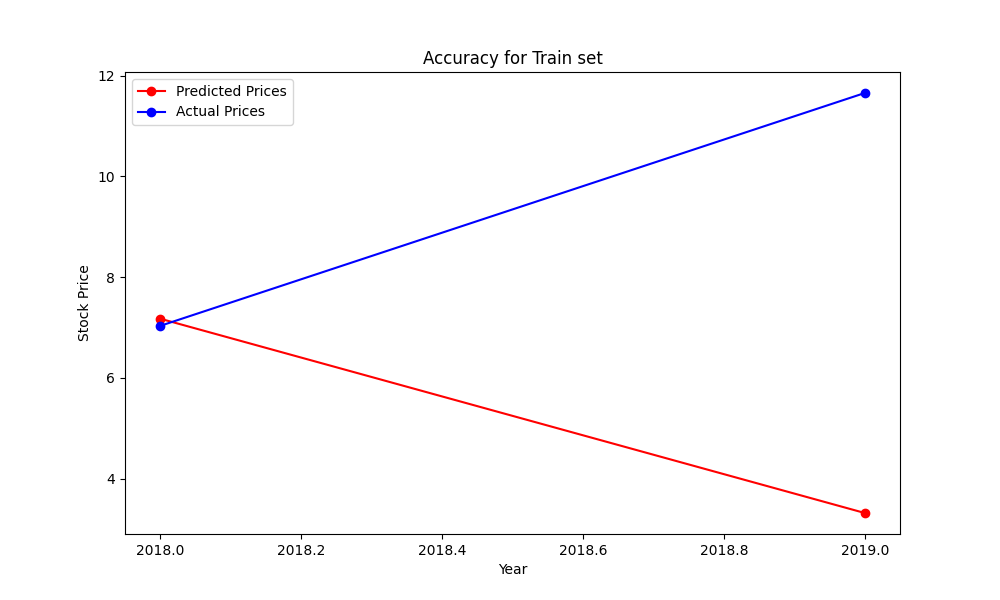 Accuracy for Train set
Predicted Prices
Actual Prices
12
10
8
6
4
Stock Price
2018.0 2018.2 2018.4 2018.6 2018.8 2019.0
Year